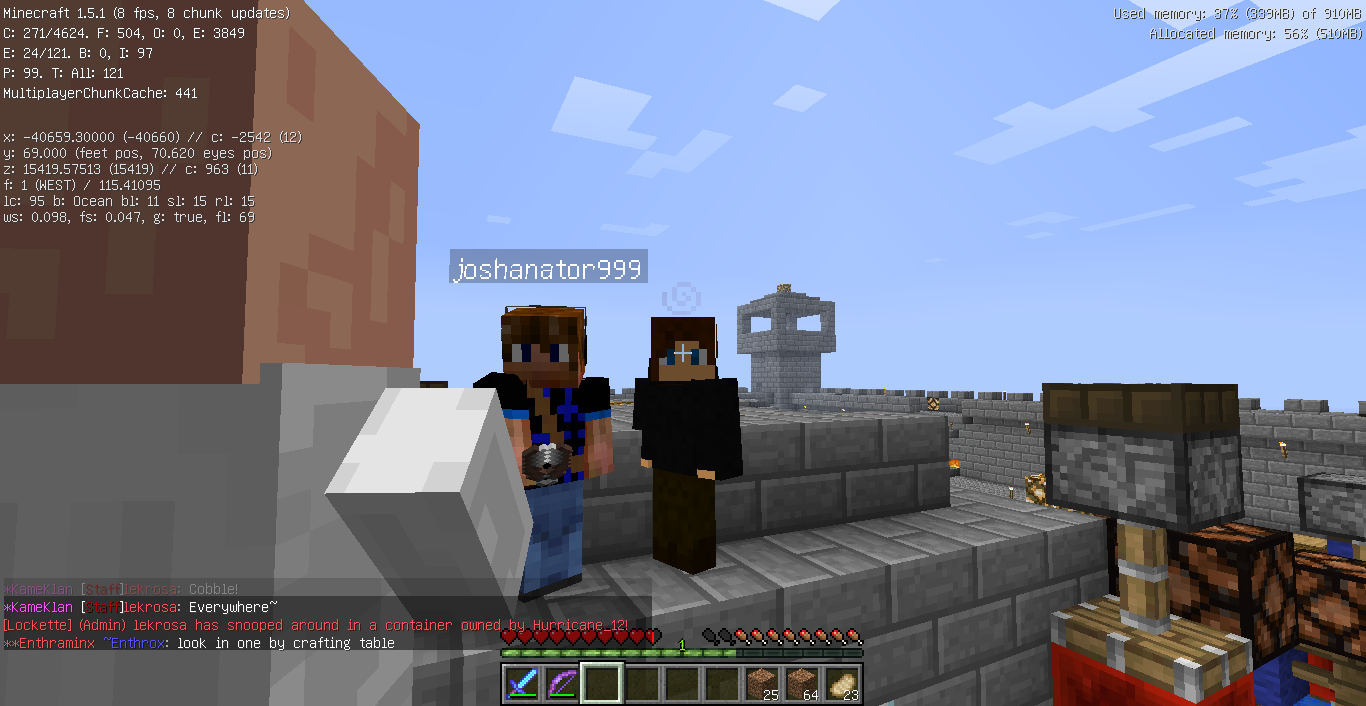 Minecraft 1.5.1 (8 fps, 8 chunk updates)
Used memory: 37% (339MB) of 910MB
C: 271/4624. F: 504, O: 0, E: 3849
Allocated memory: 56% (510MB)
E: 24/121. B: 0, I: 97
P: 99. T: All: 121
MultiplayerChunkCache: 441
x: -40659.30000 (-40660) // c: -2542 (12)
y: 69.000 (feet pos, 70.620 eyes pos)
z: 15419.57513 (15419) // c: 963 (11)
f: 1 (WEST) / 115.41095
lc: 95 b: Ocean bl: 11 sl: 15 rl: 15
ws: 0.098, fs: 0.047, g: true, fl: 69
joshanator999
*KameKlan [Staff]lekrosa: Cobble!
*KameKlan [Staff]lekrosa: Everywhere~
[Lockette] (Admin) lekrosa has snooped around in a container owned by Hurricane_12!
**Enthraminx ~Enthrox: look in one by crafting table
1
25 64 23